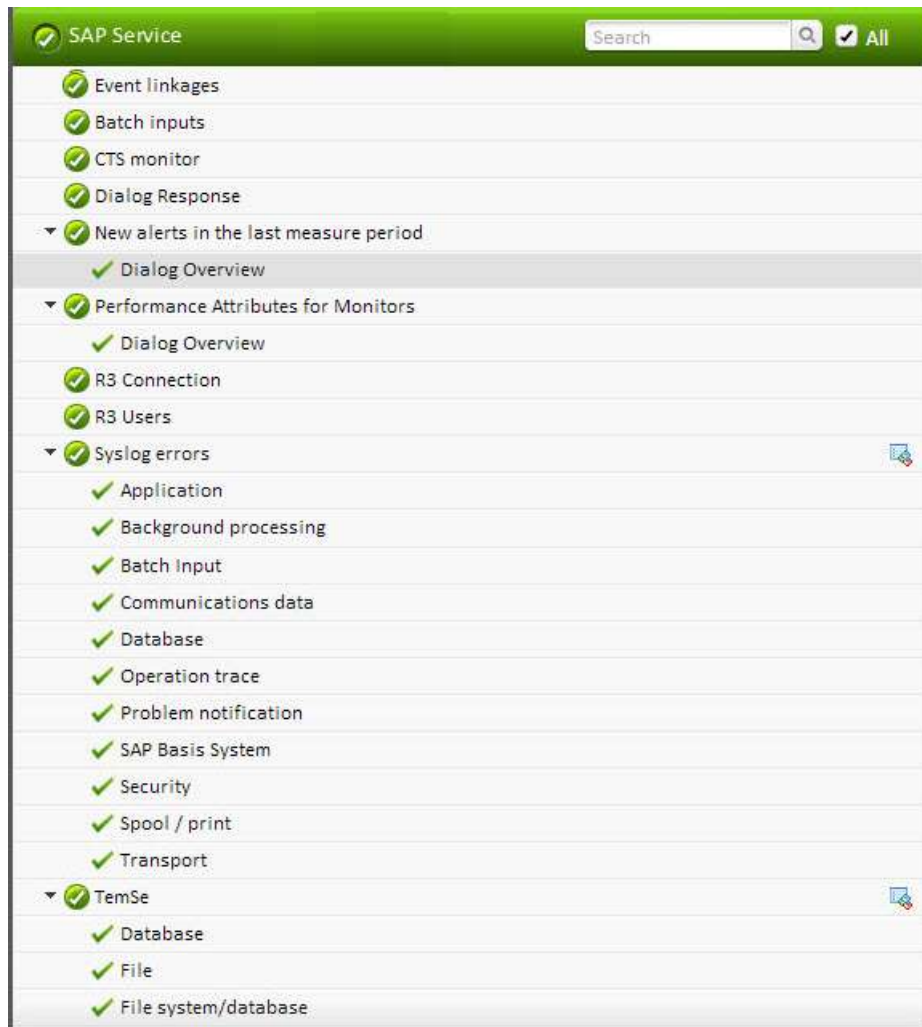 SAP Service
Search
All
Event linkages
Batch inputs
CTS monitor
Dialog Response
New alerts in the last measure period
Dialog Overview
Performance Attributes for Monitors
Dialog Overview
R3 Connection
R3 Users
Syslog errors
Application
Background processing
Batch Input
Communications data
Database
Operation trace
Problem notification
SAP Basis System
Security
Spool / print
Transport
TemSe
Database
File
File system/database